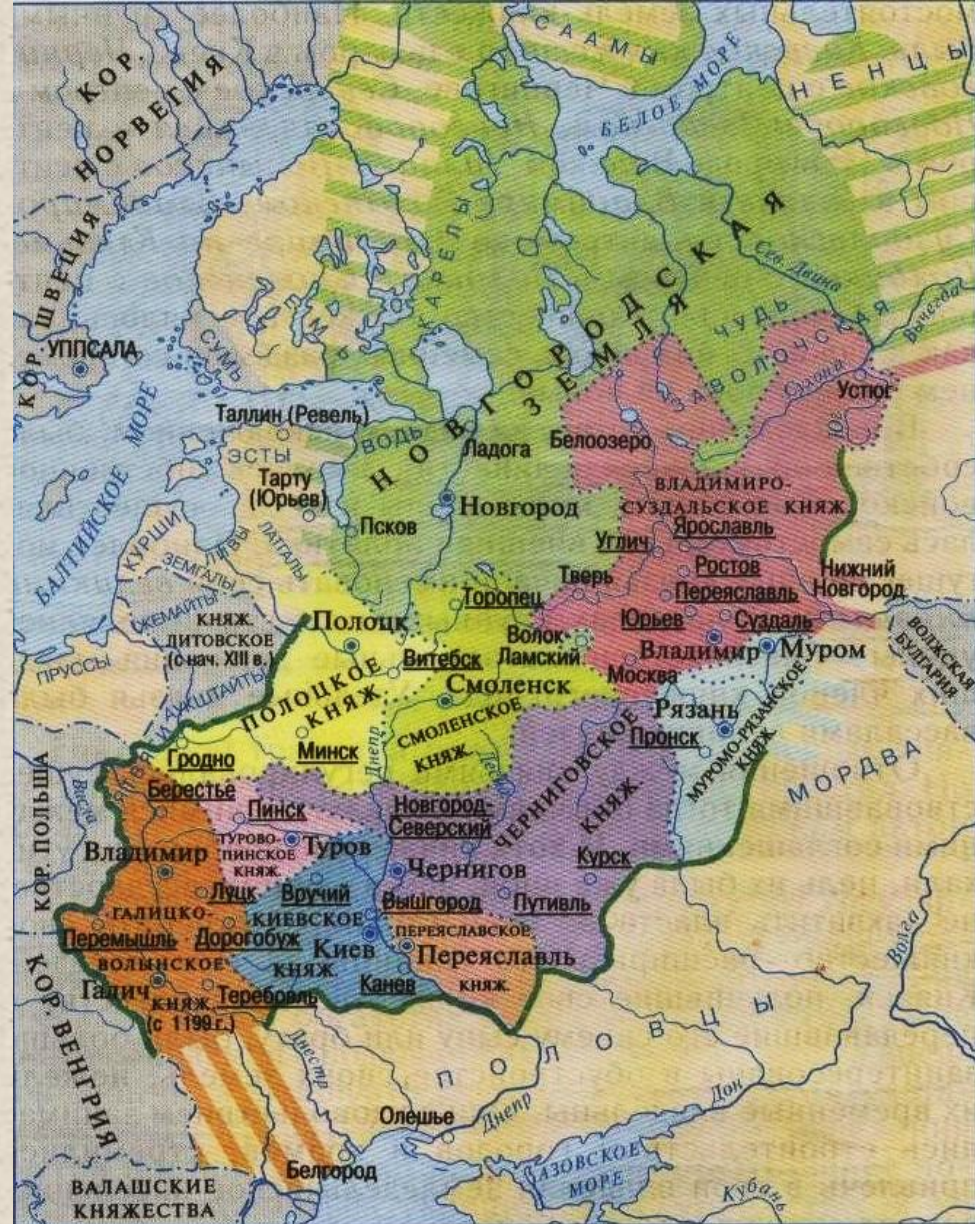 СААМЫ
НЕНЦЫ
БЕЛОЕ МОРЕ
КОР.
НОРВЕГИЯ
КОР. ШВЕЦИЯ
УППСАЛА
БАЛТИЙСКОЕ МОРЕ
СУМЬ
ЕМЬ
КАРЕЛЫ
НОВГОРОДСКАЯ
ЗЕМЛЯ
Сев. Двина
Вычегда
ЧУДЬ
ЗАВОЛОЧСКАЯ
Сухона
Устюг
Юг
Таллин (Ревель)
ВОДЬ
Ладога
Белоозеро
ЭСТЫ
Тарту
(Юрьев)
Псков
Новгород
ВЛАДИМИРО-
СУЗДАЛЬСКОЕ КНЯЖ.
Ярославль
Углич
КУРШИ
ЛИВЫ
ЛАТГАЛЫ
ЗЕМГАЛЫ
Ростов
Тверь
Переяславль
Нижний
Новгород
Торопец
ЖЕМАЙТЫ
КНЯЖ.
ЛИТОВСКОЕ
(с нач. XIII в.)
Полоцк
Юрьев
Суздаль
Волок
Ламский
Владимир
Муром
ВОЛЖСКАЯ
БУЛГАРИЯ
ПРУССЫ
Витебск
Москва
АУКШТАЙТЫ
ПОЛОЦКОЕ
КНЯЖ.
Смоленск
Рязань
СМОЛЕНСКОЕ
КНЯЖ.
Пронск
МУРОМО-РЯЗАНСКОЕ
КНЯЖ.
МОРДВА
Минск
Днепр
Десна
Гродно
ЯТВЯГИ
КОР. ПОЛЬША
Висла
Берестье
Пинск
Новгород-
Северский
ЧЕРНИГОВСКОЕ
КНЯЖ.
ТУРОВО-
ПИНСКОЕ
КНЯЖ.
Туров
Владимир
Чернигов
Курск
Луцк
Вручий
Вышгород
Путивль
ГАЛИЦКО-
КИЕВСКОЕ
ПЕРЕЯСЛАВСКОЕ
Перемышль
Дорогобуж
Киев
КНЯЖ.
Переяславль
КНЯЖ.
ВОЛЫНСКОЕ
Галич
КНЯЖ.
(с 1199 г.)
Теребовль
Канев
КОР. ВЕНГРИЯ
Волга
ПОЛОВЦЫ
Днестр
Олешье
Днепр
Дон
Белгород
АЗОВСКОЕ
МОРЕ
Кубань
ВАЛАШСКИЕ
КНЯЖЕСТВА